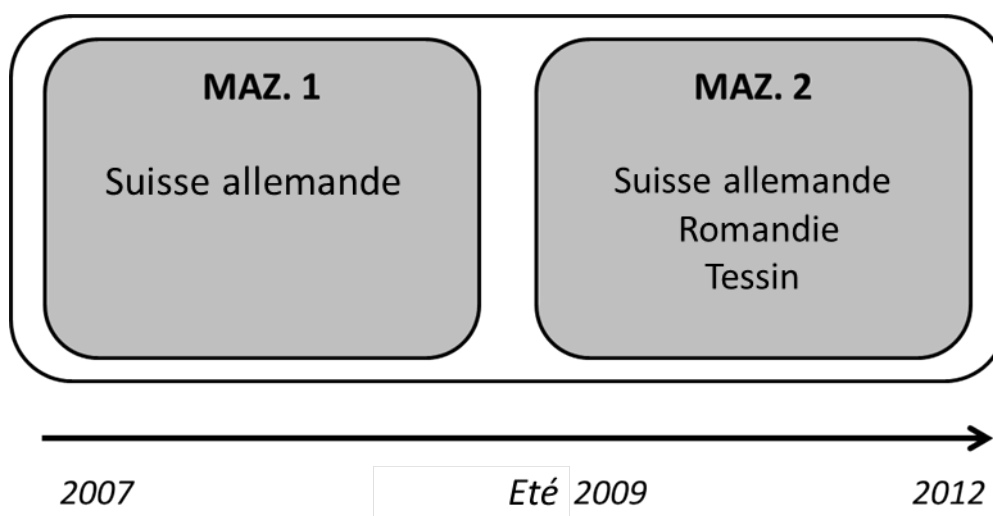 MAZ. 1
Suisse allemande
MAZ. 2
Suisse allemande
Romandie
Tessin
2007
Eté 2009
2012